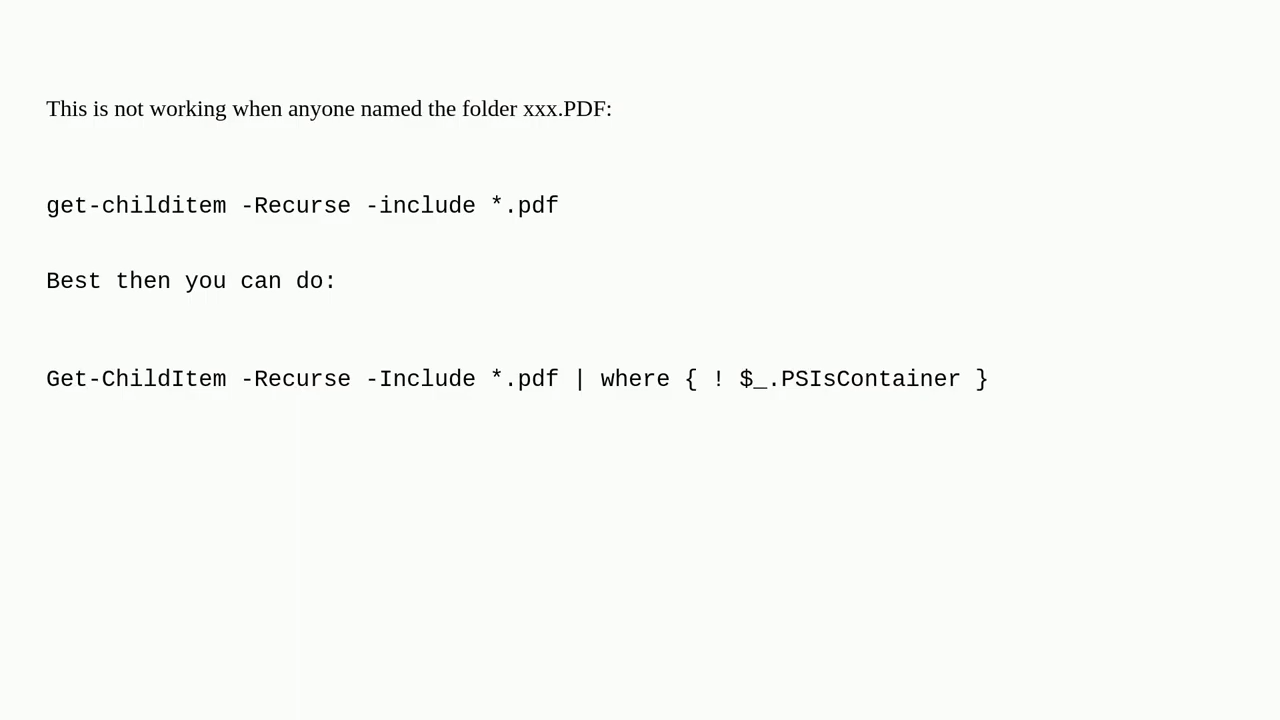 This is not working when anyone named the folder xxx.PDF:
get-childitem -Recurse -include *.pdf
Best then you can do:
Get-ChildItem -Recurse -Include *.pdf | where { ! $_.PSIsContainer }